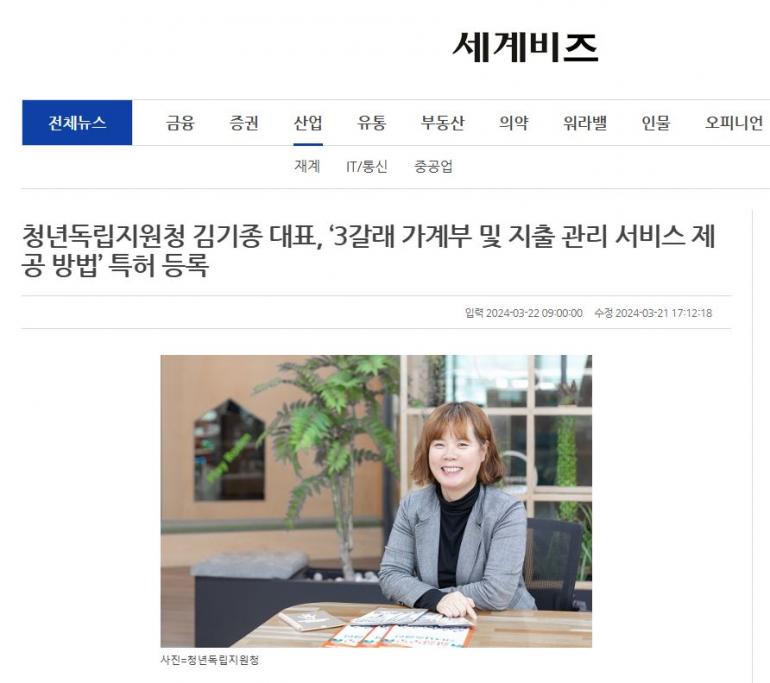 세계비즈
전체뉴스 금융 증권 산업 유통 부동산 의약 워라밸 인물 오피니언
재계 IT/통신 중공업
청년독립지원청 김기종 대표, ‘3갈래 가계부 및 지출 관리 서비스 제
공 방법’ 특허 등록
입력 2024-03-22 09:00:00 수정 2024-03-21 17:12:18
사진=청년독립지원청